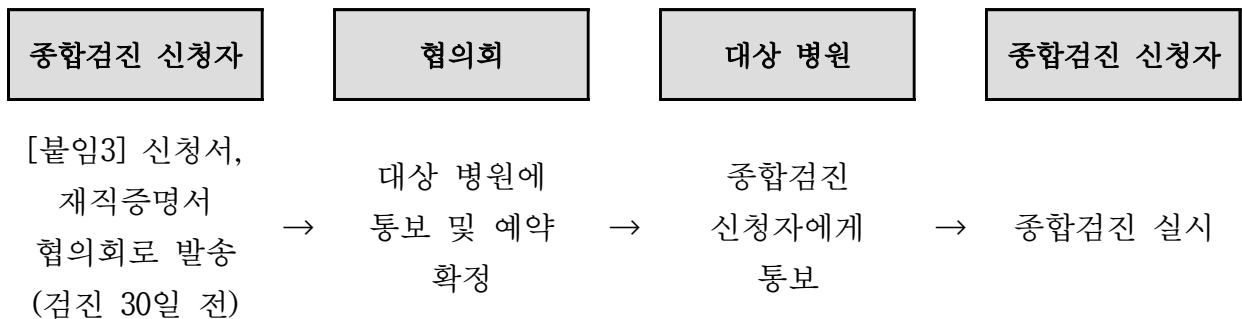 종합검진 신청자
협의회
대상 병원
종합검진 신청자
[붙임3] 신청서,
재직증명서
협의회로 발송
(검진 30일 전)
→
대상 병원에
통보 및 예약
확정
→
종합검진
신청자에게
통보
→
종합검진 실시